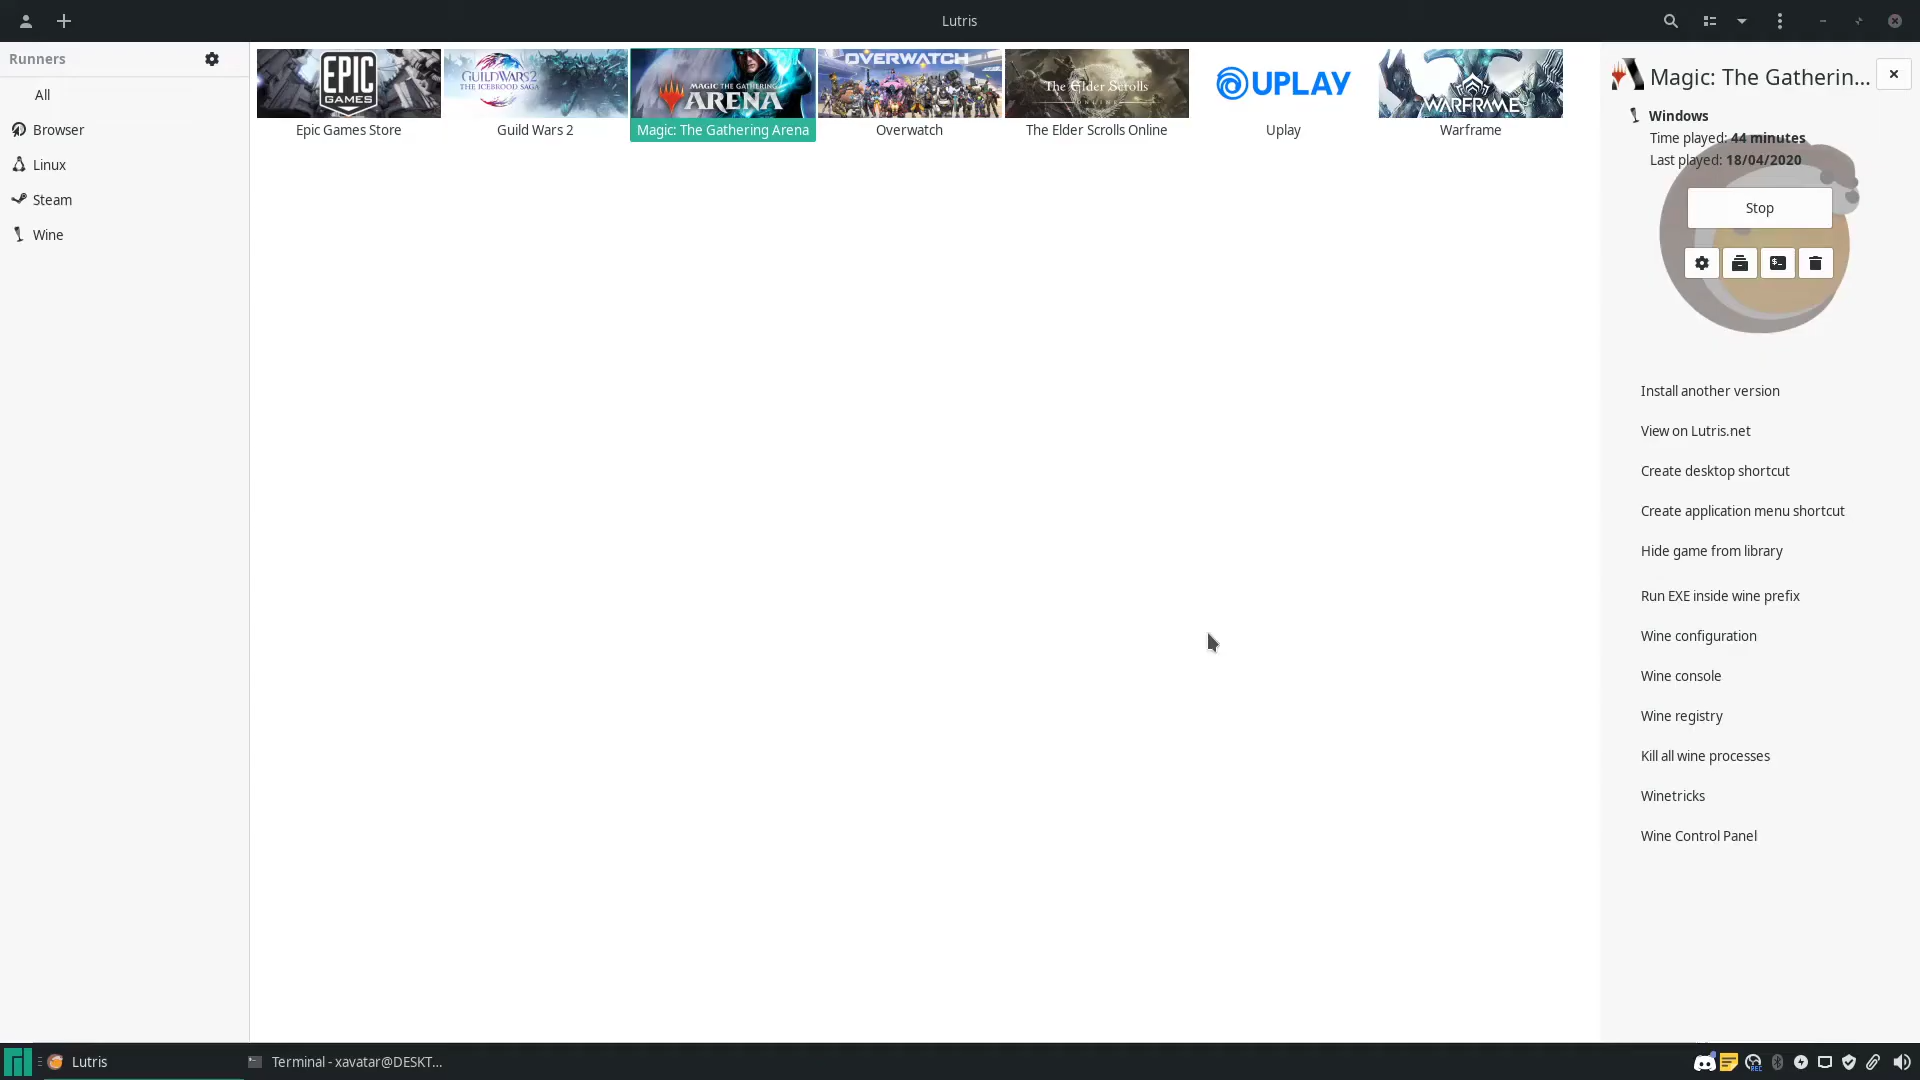 Lutris
Runners
All
Browser
Linux
Steam
Wine
EPIC
GAMES
Epic Games Store
GUILD WARS 2
THE ICEBROOD SAGA
Guild Wars 2
MAGIC THE GATHERING
ARENA
Magic: The Gathering Arena
OVERWATCH
Overwatch
The Elder Scrolls
ONLINE
The Elder Scrolls Online
UPLAY
Uplay
WARFRAME
Warframe
Magic: The Gatherin...
Windows
Time played: 44 minutes
Last played: 18/04/2020
Stop
Install another version
View on Lutris.net
Create desktop shortcut
Create application menu shortcut
Hide game from library
Run EXE inside wine prefix
Wine configuration
Wine console
Wine registry
Kill all wine processes
Winetricks
Wine Control Panel
Lutris
Terminal - xavatar@DESKT...
REC